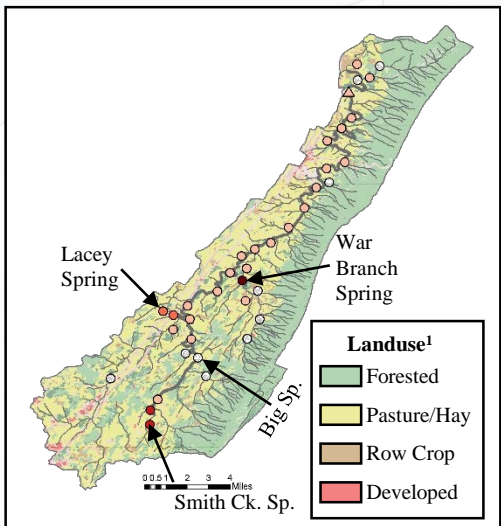 Lacey
Spring
War
Branch
Spring
Big Sp.
Smith Ck. Sp.
0 0.5 1 2 3 4
Miles
Landuse¹
Forested
Pasture/Hay
Row Crop
Developed